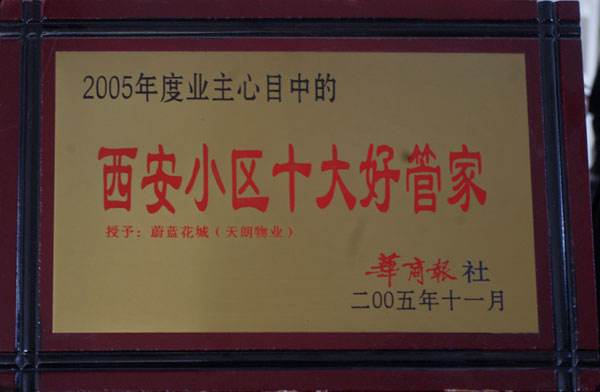 2005年度业主心目中的
西安小区十大好管家
授予：蔚蓝花城（天朗物业）
華商報社
二00五年十一月